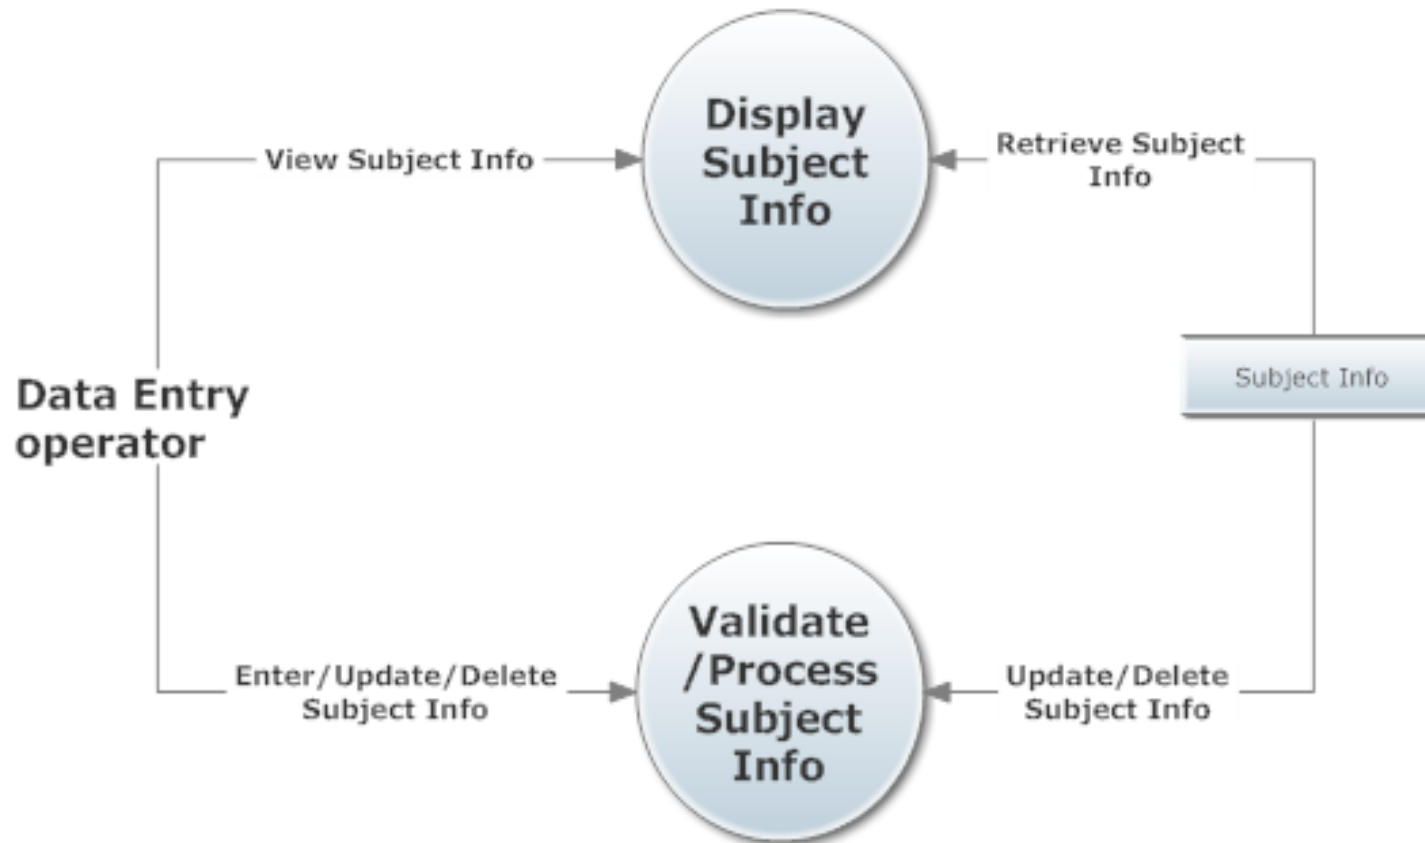 Display
Subject
Info
View Subject Info
Retrieve Subject
Info
Subject Info
Data Entry
operator
Validate
/Process
Subject
Info
Enter/Update/Delete
Subject Info
Update/Delete
Subject Info